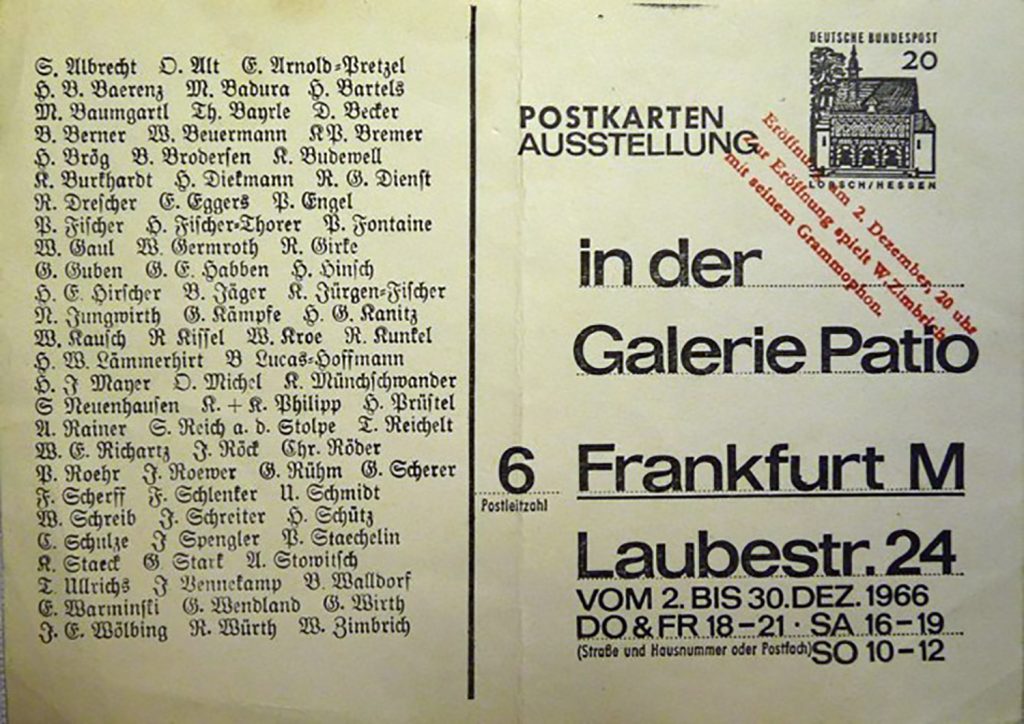 S. Albrecht O. Alt E. Arnold=Pretzel
H. B. Baerenz M. Badura H. Bartels
M. Baumgartl Th. Bayrle D. Becker
B. Berner W. Beuermann KP. Bremer
H. Brög B. Brodersen K. Budewell
K. Burkhardt H. Diekmann R. G. Dienst
R. Drescher E. Eggers P. Engel
P. Fischer H. Fischer=Thorer P. Fontaine
W. Gaul W. Germroth R. Girke
G. Guben G. E. Habben H. Hinsch
H. E. Hirscher B. Jäger K. Jürgen=Fischer
N. Jungwirth G. Kämpfe H. G. Kanitz
W. Kausch R Kissel W. Kroe R. Kunkel
H. W. Lämmerhirt B Lucas=Hoffmann
H. J Mayer O. Michel K. Münchschwander
S Neuenhausen K. + K. Philipp H. Prüstel
A. Rainer S. Reich a. d. Stolpe T. Reichelt
W. E. Richartz J. Röck Chr. Röder
P. Roehr J. Roewer G. Rühm G. Scherer
F. Scherff F. Schlenker U. Schmidt
W. Schreib J. Schreiter H. Schütz
C. Schulze J Spengler P. Staechelin
K. Staeck G Stark A. Stowitsch
T. Ullrichs J Vennekamp B. Walldorf
E. Warminski G. Wendland G. Wirth
J. E. Wölbing R. Würth W. Zimbrich
DEUTSCHE BUNDESPOST
20
LORSCH/HESSEN
POSTKARTEN
AUSSTELLUNG
Eröffnung am 2. Dezember, 20 uhr
zur Eröffnung spielt W. Zimbrich
mit seinem Grammophon.
in der
Galerie Patio
6 Frankfurt M
Postleitzahl
Laubestr. 24
VOM 2. BIS 30. DEZ. 1966
DO & FR 18–21 · SA 16–19
(Straße und Hausnummer oder Postfach) SO 10–12